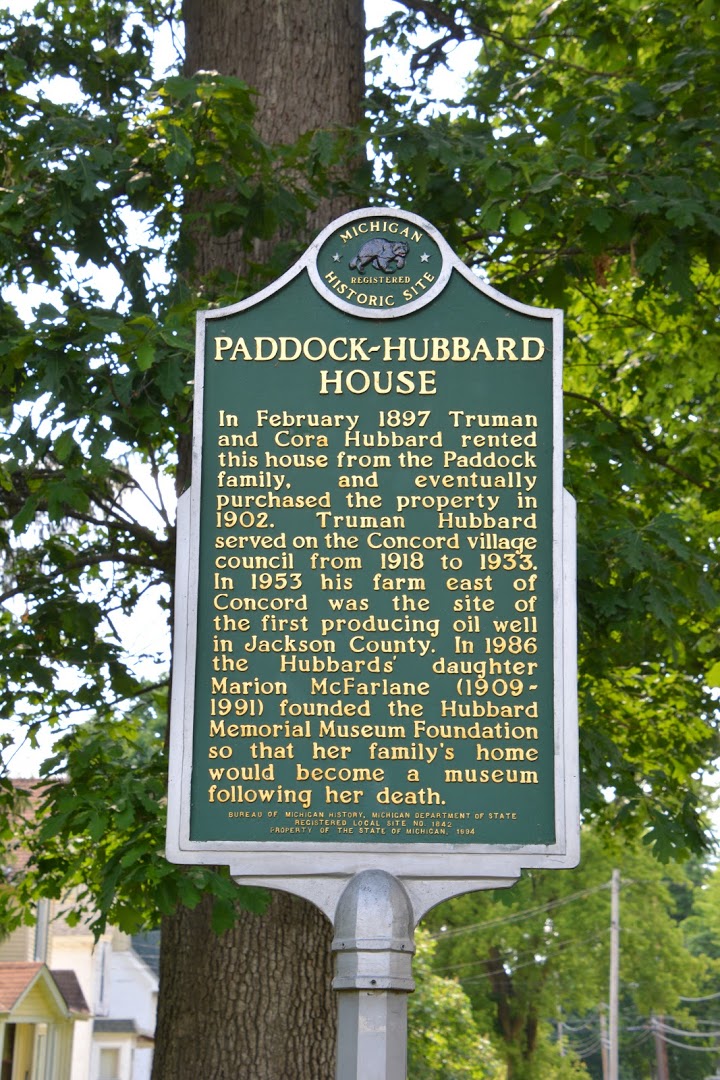 MICHIGAN
REGISTERED
HISTORIC SITE
PADDOCK-HUBBARD
HOUSE
In February 1897 Truman
and Cora Hubbard rented
this house from the Paddock
family, and eventually
purchased the property in
1902. Truman Hubbard
served on the Concord village
council from 1918 to 1933.
In 1953 his farm east of
Concord was the site of
the first producing oil well
in Jackson County. In 1986
the Hubbards' daughter
Marion McFarlane (1909-
1991) founded the Hubbard
Memorial Museum Foundation
so that her family's home
would become a museum
following her death.
BUREAU OF MICHIGAN HISTORY, MICHIGAN DEPARTMENT OF STATE
REGISTERED LOCAL SITE NO. 1842
PROPERTY OF THE STATE OF MICHIGAN, 1994